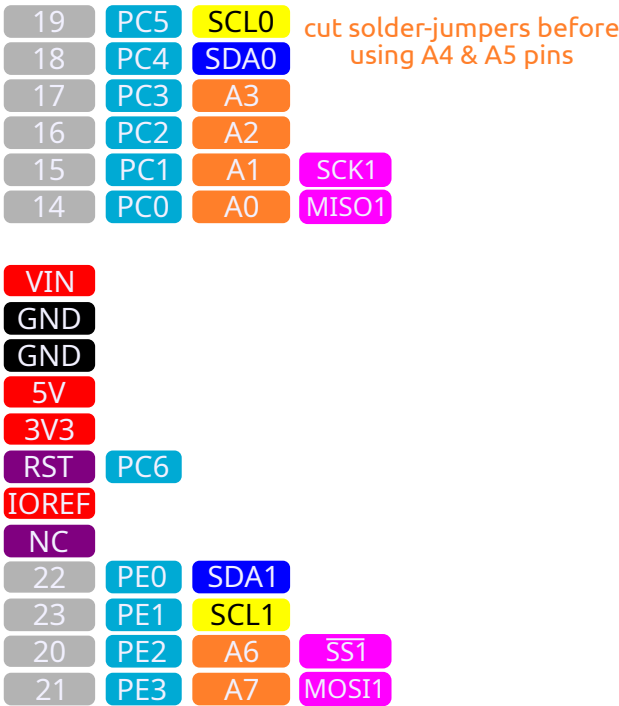 19 PC5 SCL0 cut solder-jumpers before
18 PC4 SDA0 using A4 & A5 pins
17 PC3 A3
16 PC2 A2
15 PC1 A1 SCK1
14 PC0 A0 MISO1
VIN
GND
GND
5V
3V3
RST PC6
IOREF
NC
22 PE0 SDA1
23 PE1 SCL1
20 PE2 A6 S̅S̅1̅
21 PE3 A7 MOSI1